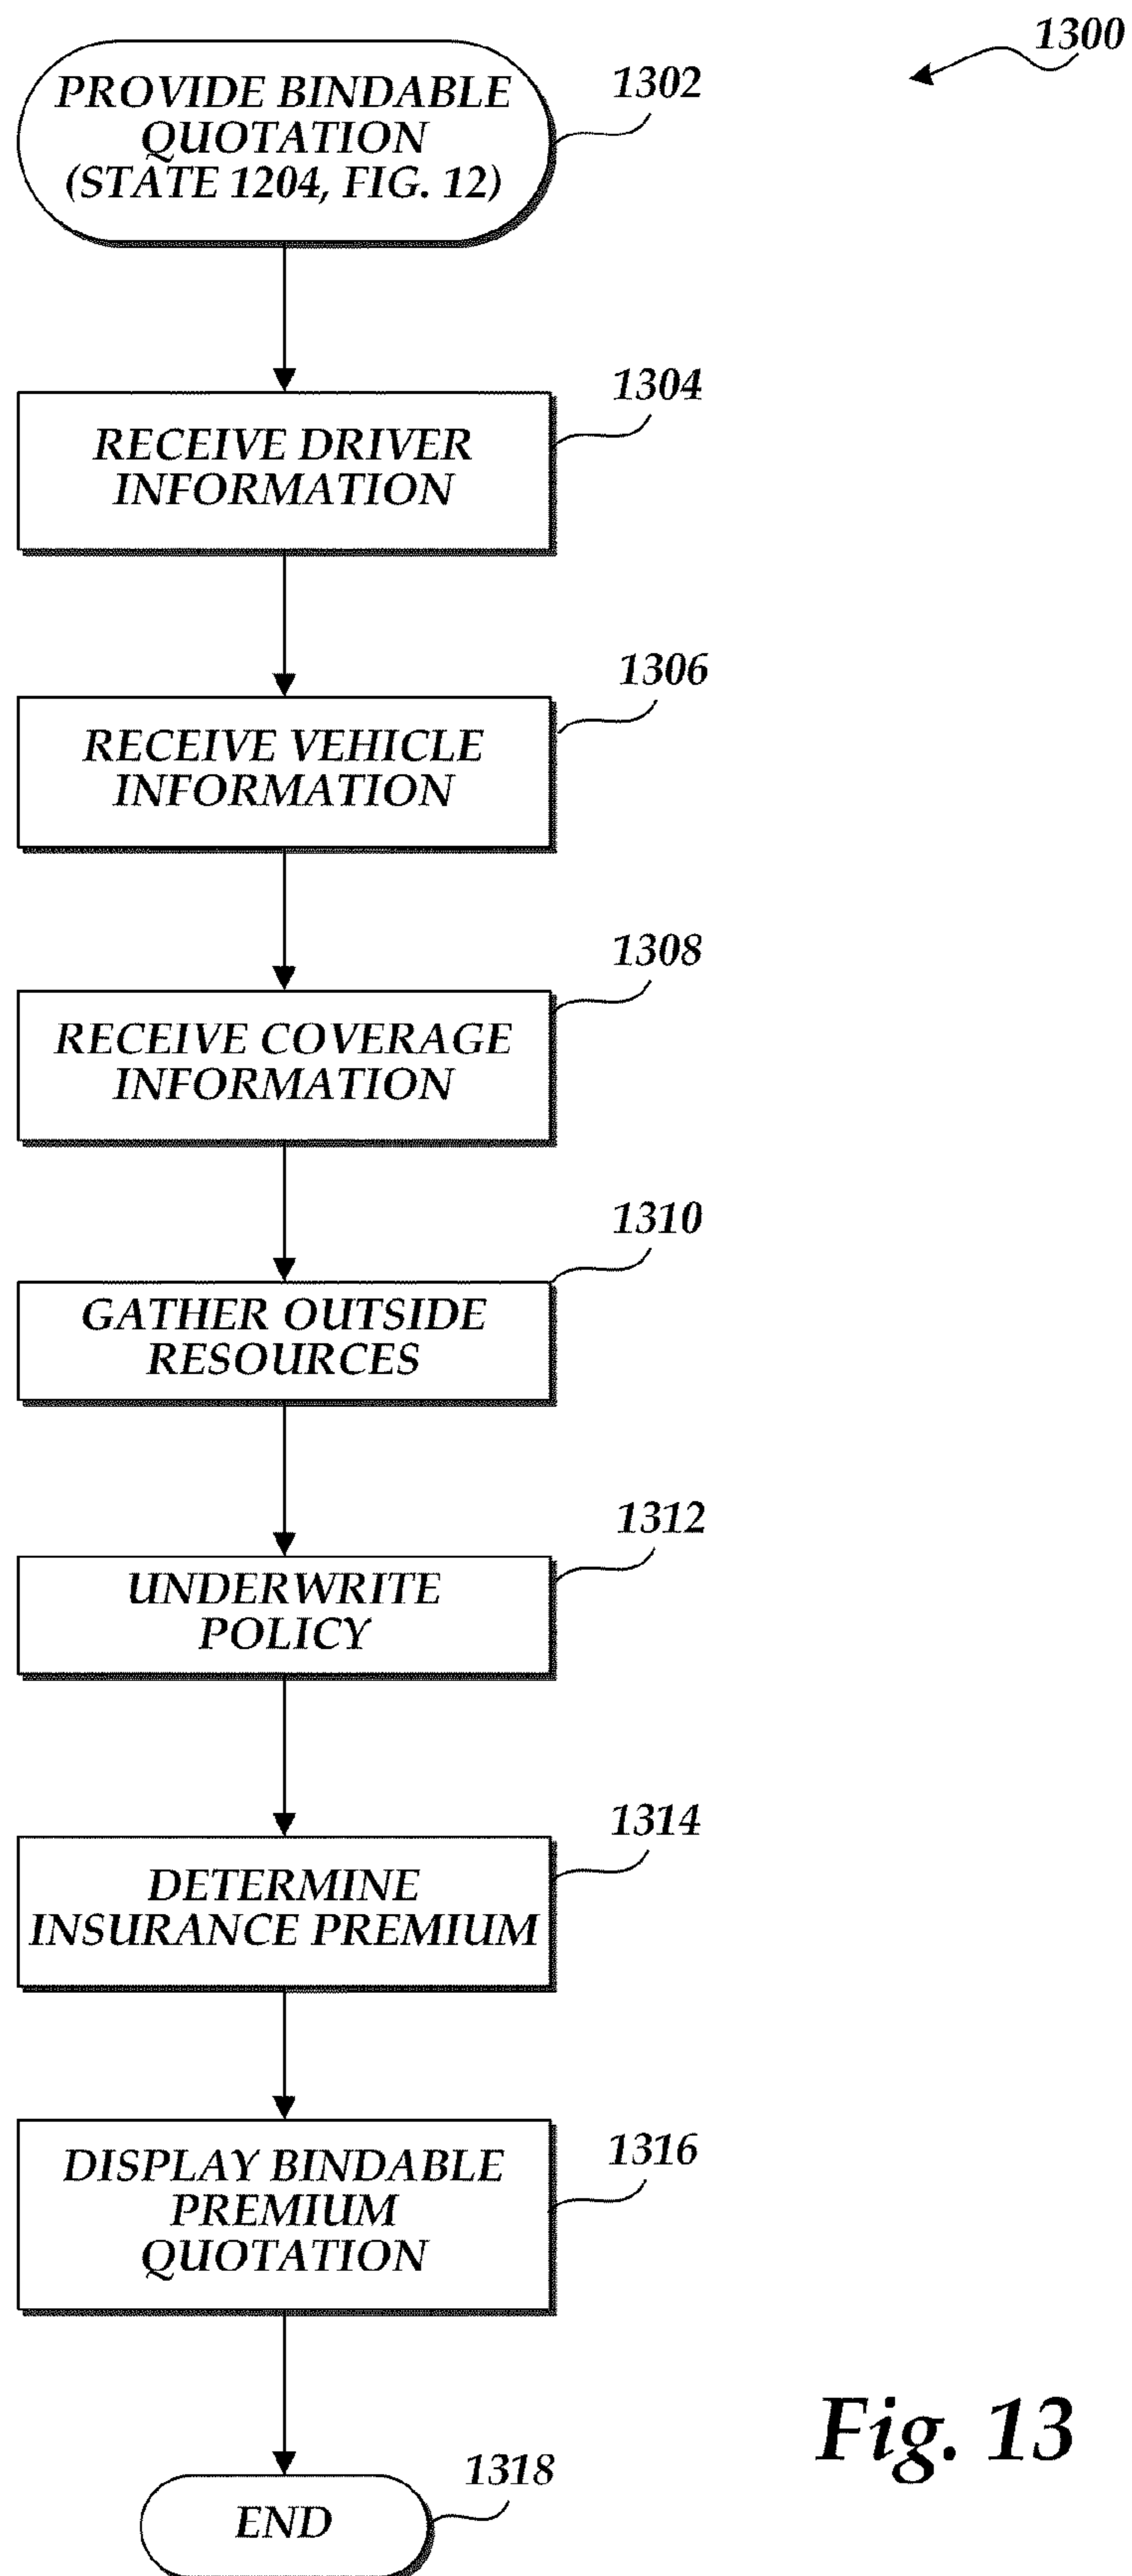 1300
PROVIDE BINDABLE
QUOTATION
(STATE 1204, FIG. 12)
1302
RECEIVE DRIVER
INFORMATION
1304
RECEIVE VEHICLE
INFORMATION
1306
RECEIVE COVERAGE
INFORMATION
1308
GATHER OUTSIDE
RESOURCES
1310
UNDERWRITE
POLICY
1312
DETERMINE
INSURANCE PREMIUM
1314
DISPLAY BINDABLE
PREMIUM
QUOTATION
1316
END
1318
Fig. 13